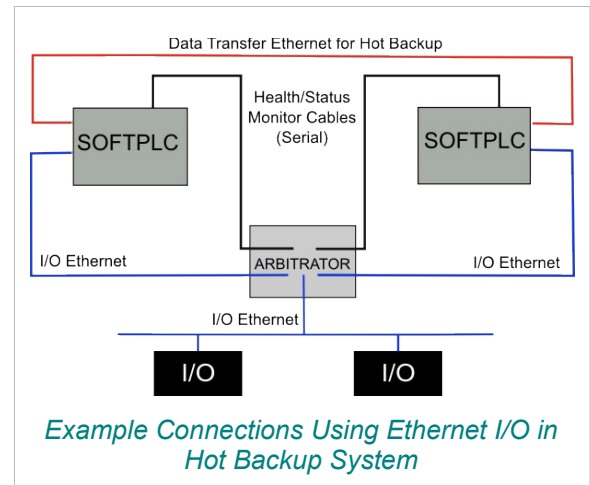 Data Transfer Ethernet for Hot Backup
Health/Status
Monitor Cables
(Serial)
SOFTPLC
SOFTPLC
I/O Ethernet
ARBITRATOR
I/O Ethernet
I/O Ethernet
I/O
I/O
Example Connections Using Ethernet I/O in
Hot Backup System